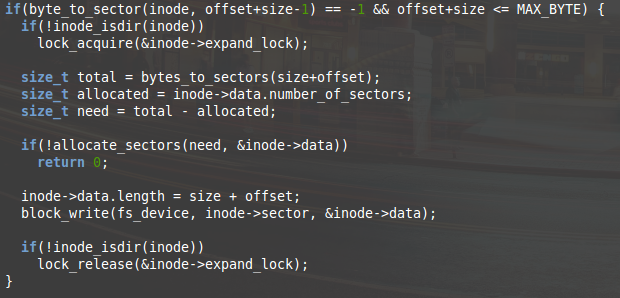 if(byte_to_sector(inode, offset+size-1) == -1 && offset+size <= MAX_BYTE) {
if(!inode_isdir(inode))
lock_acquire(&inode->expand_lock);
size_t total = bytes_to_sectors(size+offset);
size_t allocated = inode->data.number_of_sectors;
size_t need = total - allocated;
if(!allocate_sectors(need, &inode->data))
return 0;
inode->data.length = size + offset;
block_write(fs_device, inode->sector, &inode->data);
if(!inode_isdir(inode))
lock_release(&inode->expand_lock);
}